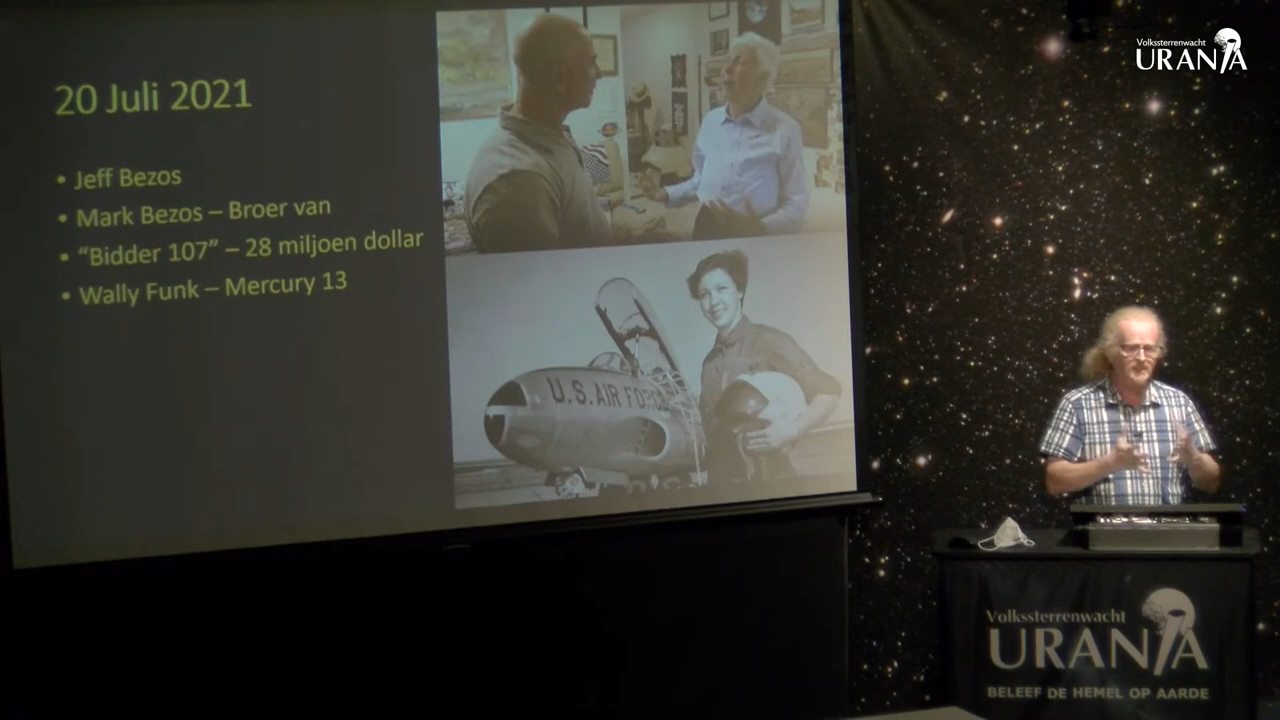 20 Juli 2021
• Jeff Bezos
• Mark Bezos – Broer van
• “Bidder 107” – 28 miljoen dollar
• Wally Funk – Mercury 13
U.S. AIR FORCE
Volkssterrenwacht
URANIA
Volkssterrenwacht
URANIA
BELEEF DE HEMEL OP AARDE